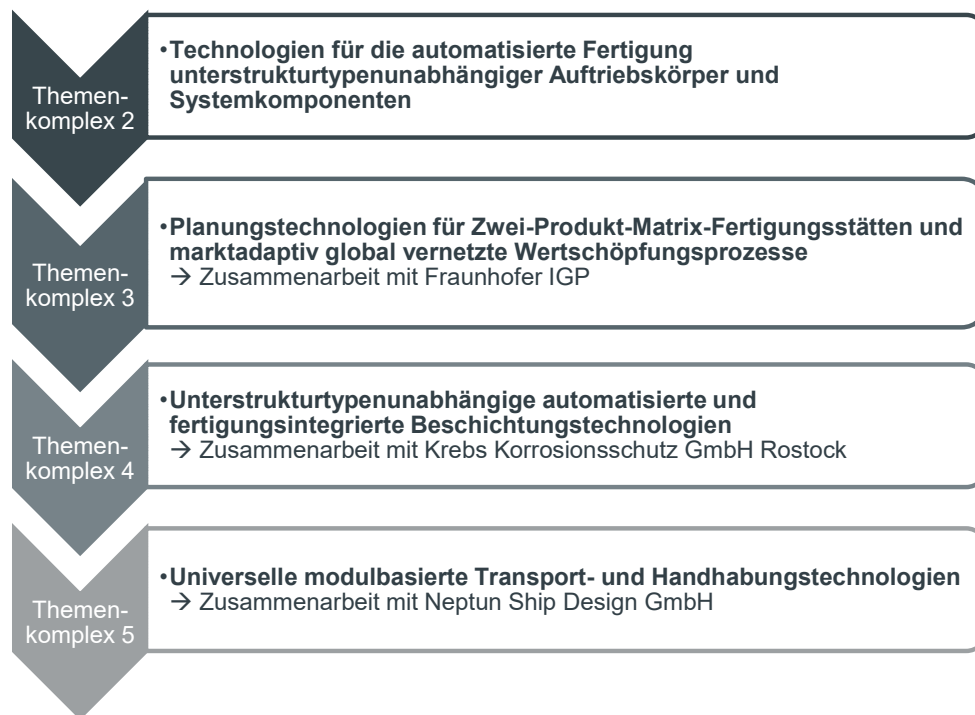 Themen-
komplex 2
•Technologien für die automatisierte Fertigung
unterstrukturtypenunabhängiger Auftriebskörper und
Systemkomponenten
Themen-
komplex 3
•Planungstechnologien für Zwei-Produkt-Matrix-Fertigungsstätten und
marktadaptiv global vernetzte Wertschöpfungsprozesse
→ Zusammenarbeit mit Fraunhofer IGP
Themen-
komplex 4
•Unterstrukturtypenunabhängige automatisierte und
fertigungsintegrierte Beschichtungstechnologien
→ Zusammenarbeit mit Krebs Korrosionsschutz GmbH Rostock
Themen-
komplex 5
•Universelle modulbasierte Transport- und Handhabungstechnologien
→ Zusammenarbeit mit Neptun Ship Design GmbH